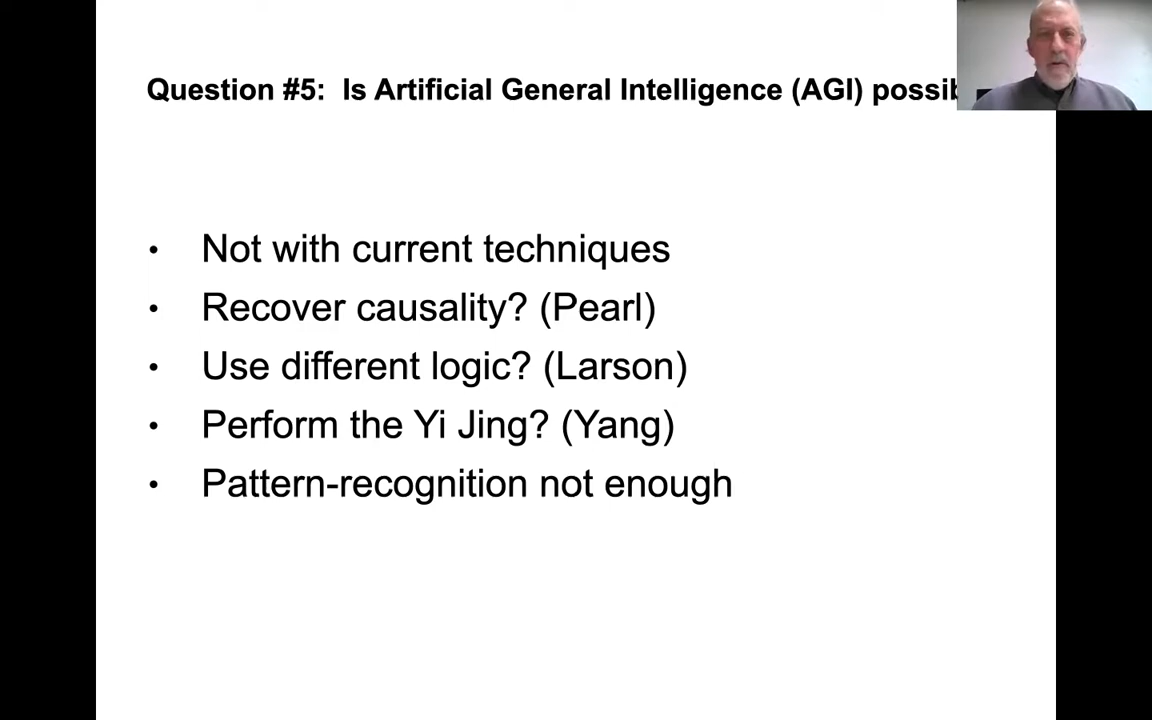 Question #5: Is Artificial General Intelligence (AGI)
• Not with current techniques
• Recover causality? (Pearl)
• Use different logic? (Larson)
• Perform the Yi Jing? (Yang)
• Pattern-recognition not enough